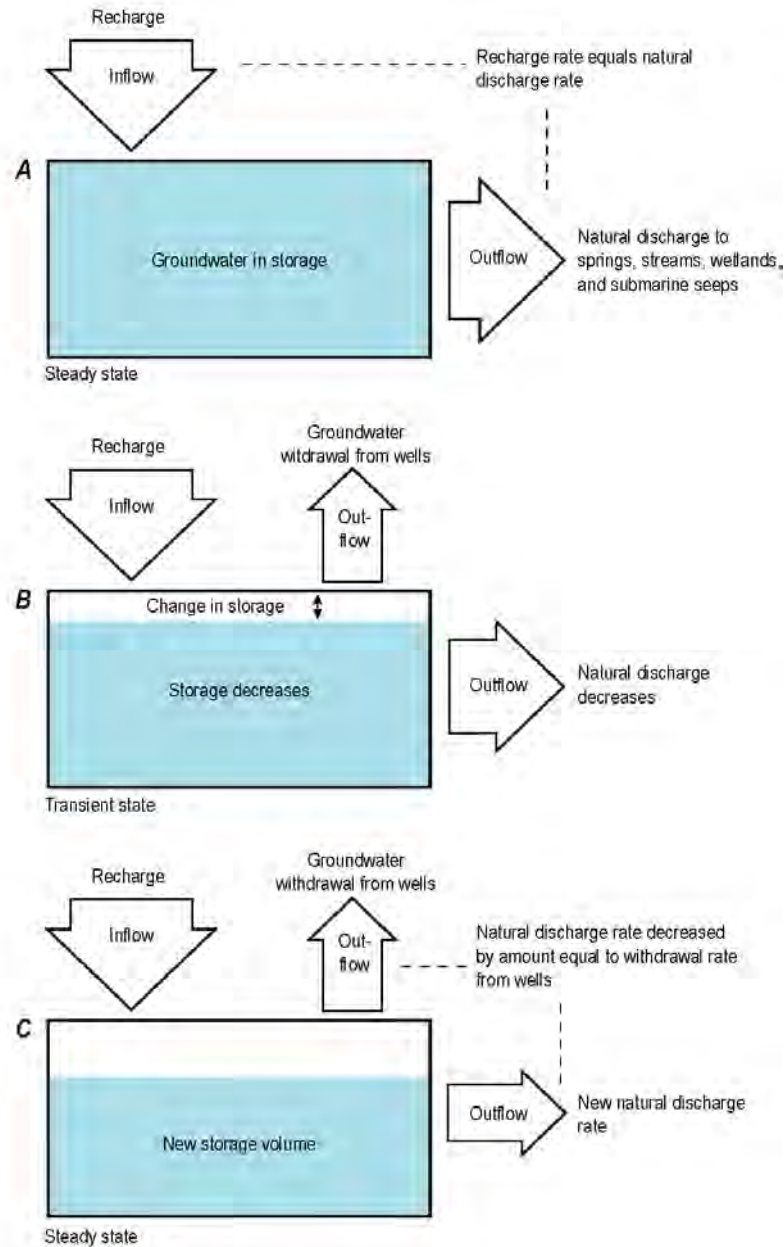 Recharge
Inflow
Recharge rate equals natural
discharge rate
A
Groundwater in storage
Outflow
Natural discharge to
springs, streams, wetlands,
and submarine seeps
Steady state
Recharge
Inflow
Groundwater
witdrawal from wells
Out-
flow
B
Change in storage
Storage decreases
Outflow
Natural discharge
decreases
Transient state
Recharge
Inflow
Groundwater
withdrawal from wells
Out-
flow
Natural discharge rate decreased
by amount equal to withdrawal rate
from wells
C
New storage volume
Outflow
New natural discharge
rate
Steady state